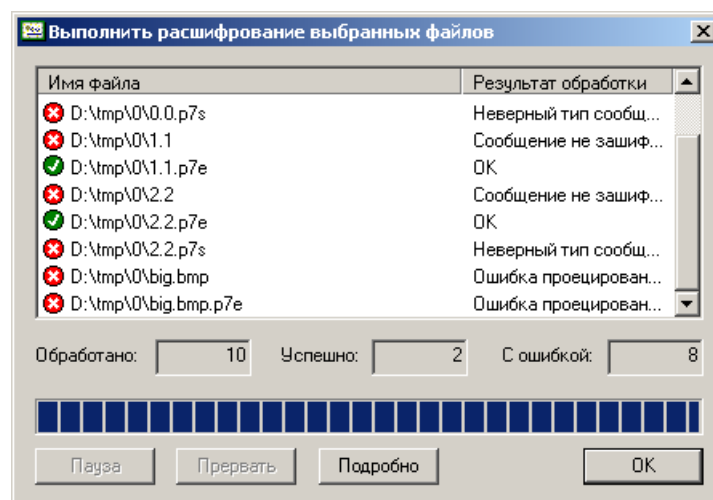 Выполнить расшифрование выбранных файлов
Имя файла Результат обработки
D:\tmp\0\0.0.p7s Неверный тип сообщ...
D:\tmp\0\1.1 Сообщение не зашиф...
D:\tmp\0\1.1.p7e OK
D:\tmp\0\2.2 Сообщение не зашиф...
D:\tmp\0\2.2.p7e OK
D:\tmp\0\2.2.p7s Неверный тип сообщ...
D:\tmp\0\big.bmp Ошибка проецирован...
D:\tmp\0\big.bmp.p7e Ошибка проецирован...
Обработано: 10 Успешно: 2 С ошибкой: 8
Пауза Прервать Подробно OK